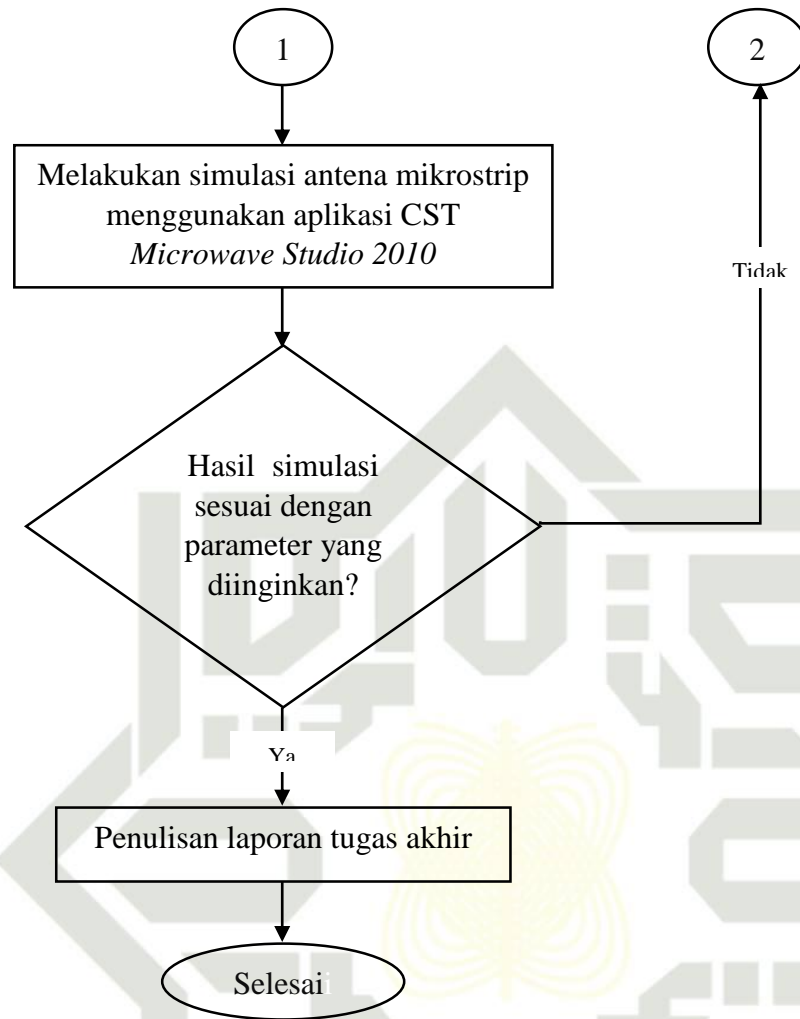 1
2
Melakukan simulasi antena mikrostrip
menggunakan aplikasi CST
Microwave Studio 2010
Tidak
Hasil simulasi
sesuai dengan
parameter yang
diinginkan?
Ya
Penulisan laporan tugas akhir
Selesai